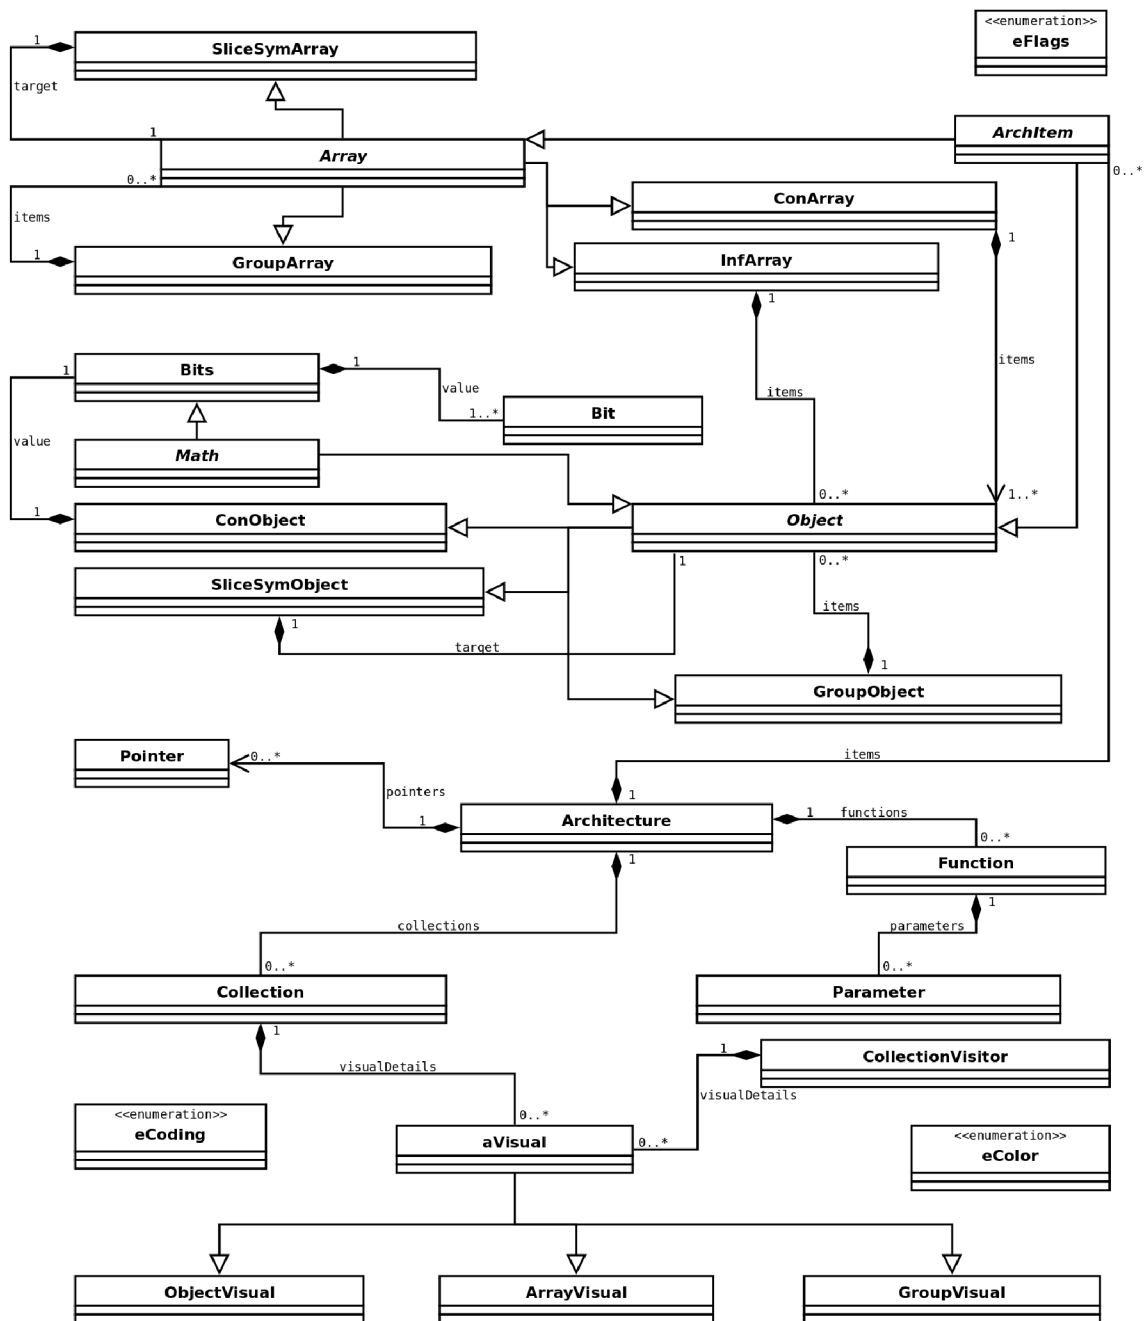 <<enumeration>>
eFlags
1
SliceSymArray
target
1
Array
0..*
ArchItem
0..*
items
1
GroupArray
ConArray
1
InfArray
1
items
items
1
Bits
1
value
1..*
Bit
value
Math
1
ConObject
0..*
1..*
Object
1
0..*
SliceSymObject
1
target
items
1
GroupObject
Pointer
0..*
pointers
1
items
1
Architecture
1
1
functions
0..*
Function
1
parameters
0..*
Parameter
collections
0..*
Collection
1
visualDetails
0..*
1
CollectionVisitor
visualDetails
0..*
<<enumeration>>
eCoding
aVisual
<<enumeration>>
eColor
ObjectVisual
ArrayVisual
GroupVisual